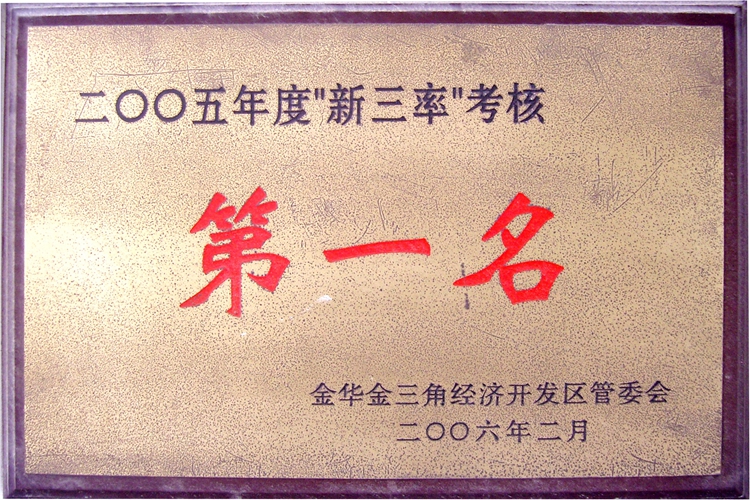 二〇〇五年度"新三率"考核
第一名
金华金三角经济开发区管委会
二〇〇六年二月